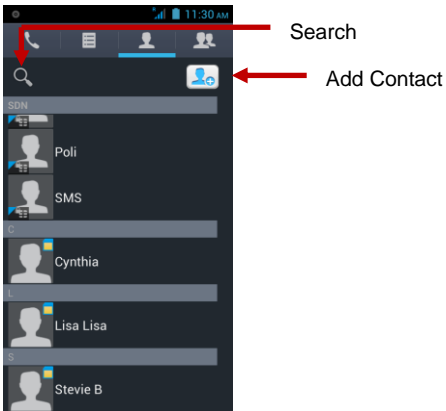 11:30 AM
Search
Add Contact
SDN
Poli
SMS
C
Cynthia
L
Lisa Lisa
S
Stevie B